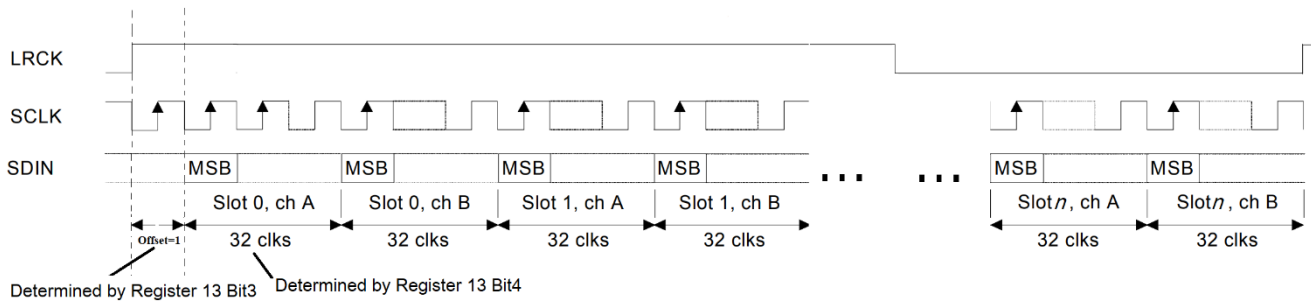 LRCK
SCLK
SDIN
MSB MSB MSB MSB ... ... MSB MSB
Slot 0, ch A Slot 0, ch B Slot 1, ch A Slot 1, ch B Slotn, ch A Slotn, ch B
Offset=1 32 clks 32 clks 32 clks 32 clks 32 clks 32 clks
Determined by Register 13 Bit3 Determined by Register 13 Bit4